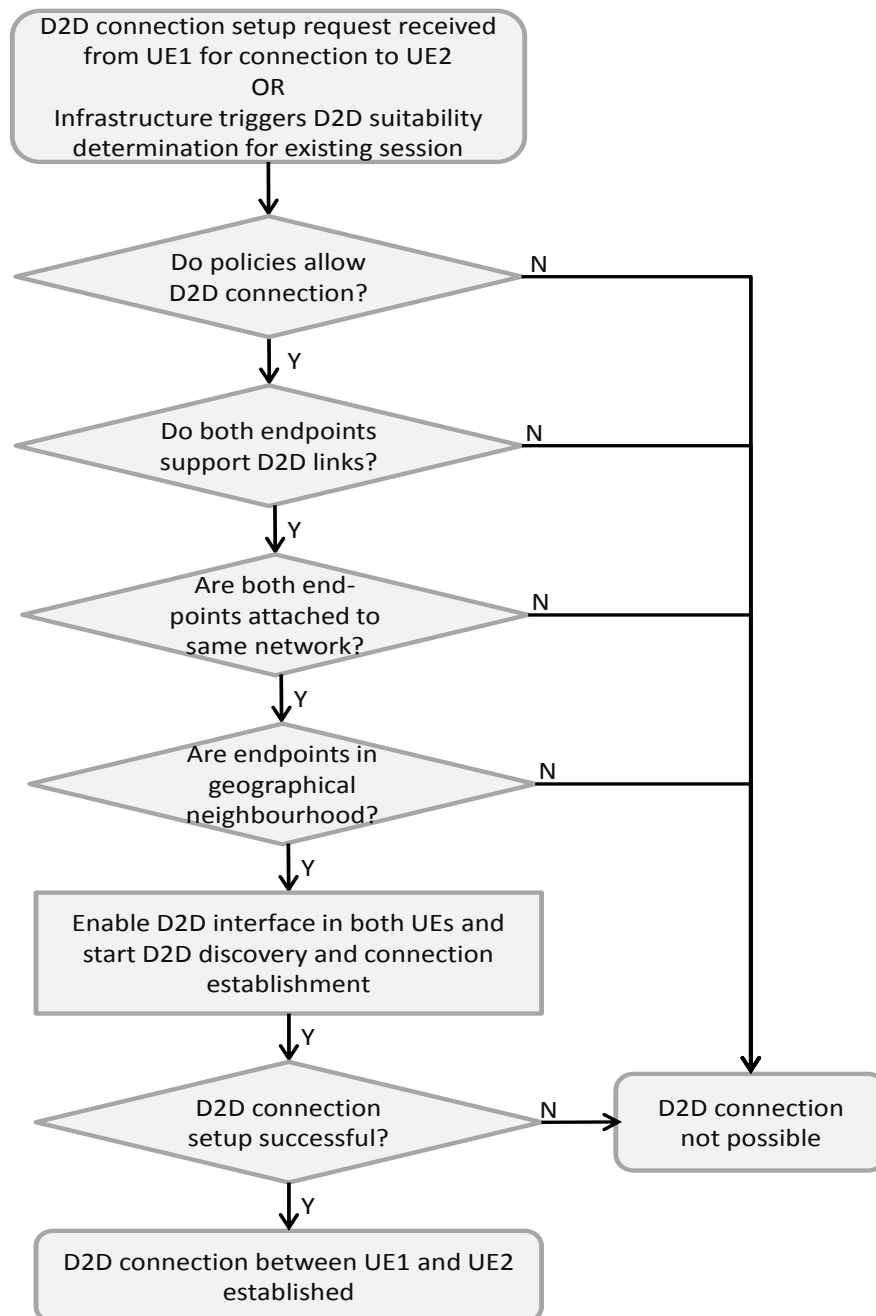 D2D connection setup request received
from UE1 for connection to UE2
OR
Infrastructure triggers D2D suitability
determination for existing session
Do policies allow
D2D connection?
N
Y
Do both endpoints
support D2D links?
N
Y
Are both end-
points attached to
same network?
N
Y
Are endpoints in
geographical
neighbourhood?
N
Y
Enable D2D interface in both UEs and
start D2D discovery and connection
establishment
Y
D2D connection
setup successful?
N
D2D connection
not possible
Y
D2D connection between UE1 and UE2
established